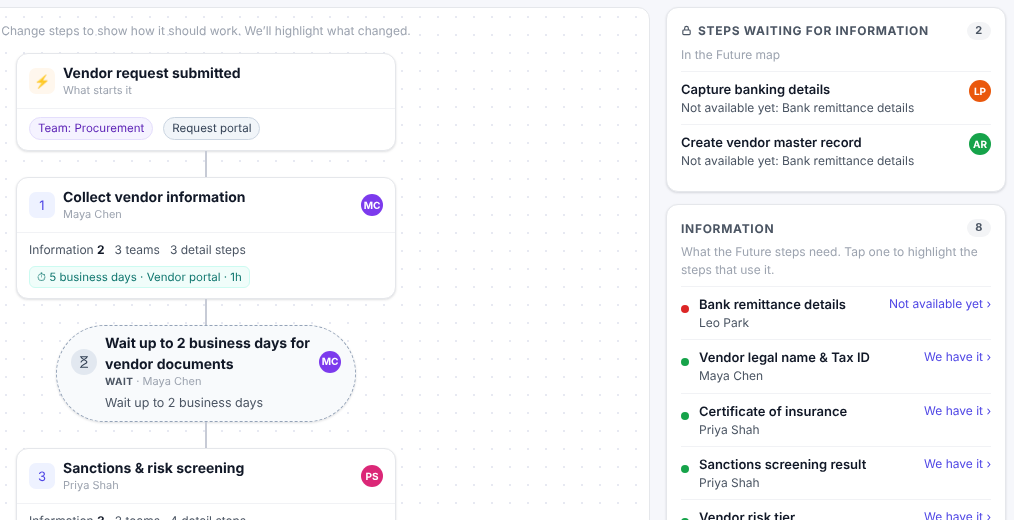 Change steps to show how it should work. We'll highlight what changed.
⚡ Vendor request submitted
What starts it
Team: Procurement Request portal
1 Collect vendor information MC
Maya Chen
Information 2 3 teams 3 detail steps
⏱ 5 business days · Vendor portal · 1h
Wait up to 2 business days for
vendor documents MC
WAIT · Maya Chen
Wait up to 2 business days
3 Sanctions & risk screening PS
Priya Shah
STEPS WAITING FOR INFORMATION 2
In the Future map
Capture banking details LP
Not available yet: Bank remittance details
Create vendor master record AR
Not available yet: Bank remittance details
INFORMATION 8
What the Future steps need. Tap one to highlight the
steps that use it.
Bank remittance details Not available yet ›
Leo Park
Vendor legal name & Tax ID We have it ›
Maya Chen
Certificate of insurance We have it ›
Priya Shah
Sanctions screening result We have it ›
Priya Shah
Vendor risk tier We have it ›